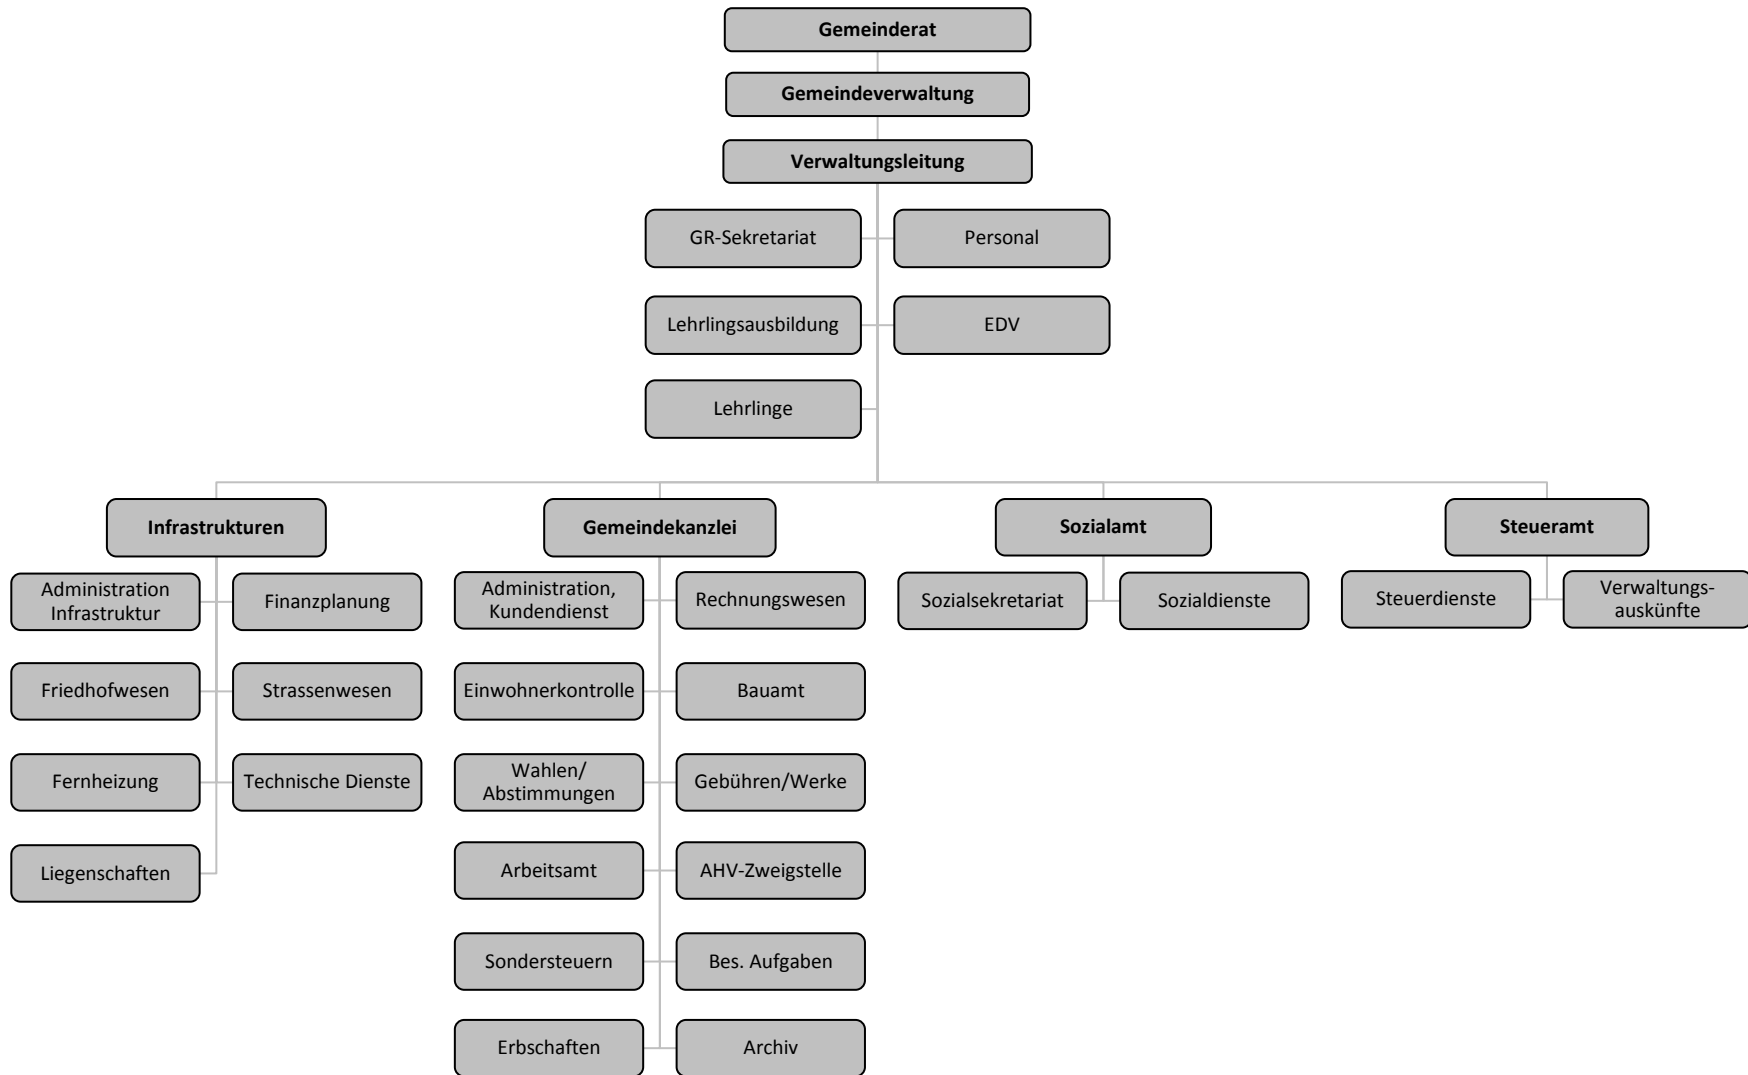 Gemeinderat
Gemeindeverwaltung
Verwaltungsleitung
GR-Sekretariat
Personal
Lehrlingsausbildung
EDV
Lehrlinge
Infrastrukturen
Gemeindekanzlei
Sozialamt
Steueramt
Administration
Infrastruktur
Finanzplanung
Administration,
Kundendienst
Rechnungswesen
Sozialsekretariat
Sozialdienste
Steuerdienste
Verwaltungs-
auskünfte
Friedhofwesen
Strassenwesen
Einwohnerkontrolle
Bauamt
Fernheizung
Technische Dienste
Wahlen/
Abstimmungen
Gebühren/Werke
Liegenschaften
Arbeitsamt
AHV-Zweigstelle
Sondersteuern
Bes. Aufgaben
Erbschaften
Archiv